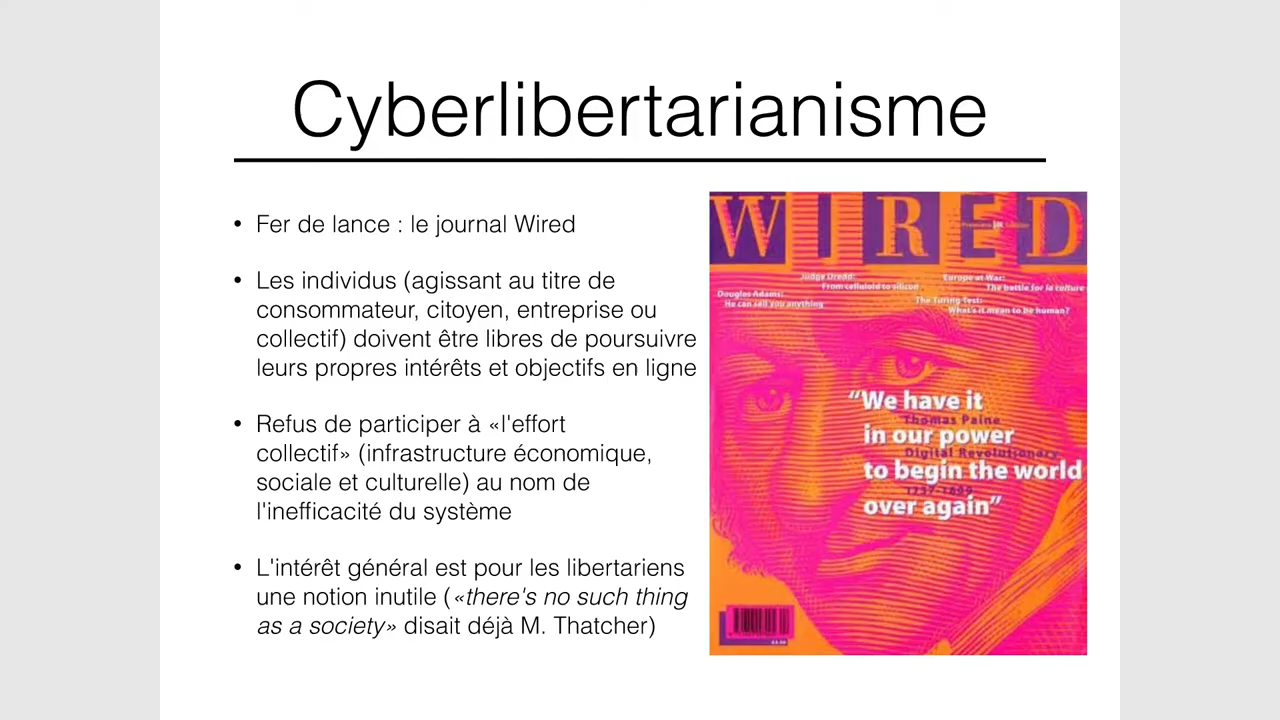 Cyberlibertarianisme
• Fer de lance : le journal Wired
• Les individus (agissant au titre de
consommateur, citoyen, entreprise ou
collectif) doivent être libres de poursuivre
leurs propres intérêts et objectifs en ligne
• Refus de participer à «l'effort
collectif» (infrastructure économique,
sociale et culturelle) au nom de
l'inefficacité du système
• L'intérêt général est pour les libertariens
une notion inutile («there's no such thing
as a society» disait déjà M. Thatcher)
WIRED
Judge Dredd:
From celluloid to silicon
Europe at War:
The battle for la culture
Douglas Adams:
He can sell you anything
The Turing Test:
What's it mean to be human?
“We have it
Thomas Paine
in our power
Digital Revolutionary
to begin the world
over again”